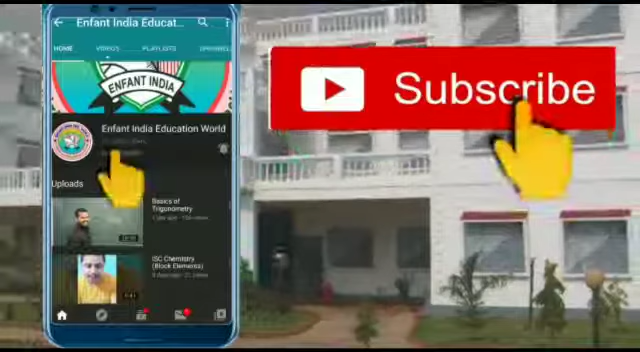 Enfant India Educat...
HOME VIDEOS PLAYLISTS CHANNELS
ENFANT INDIA
Subscribe
Enfant India Education World
Uploads
Basics of
Trigonometry
ISC Chemistry
(Block Elements)